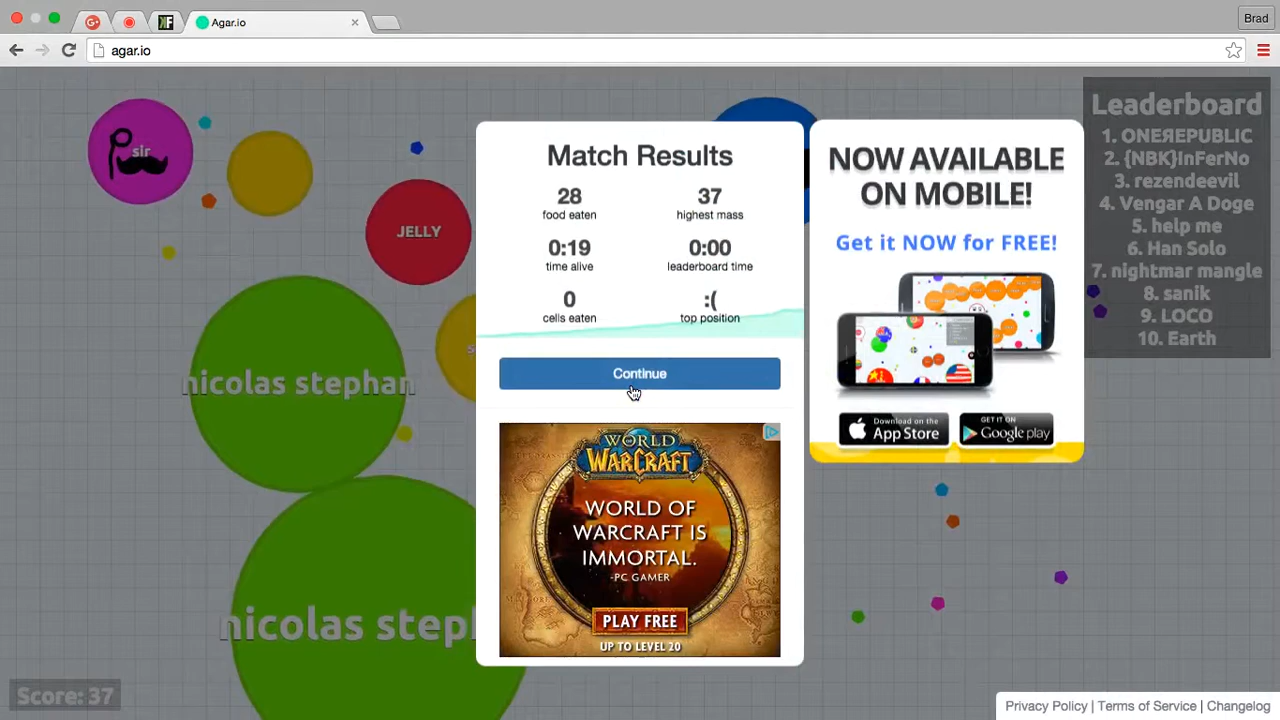 Agar.io
Brad
agar.io
sir
JELLY
nicolas stephan
nicolas steph
Score: 37
Match Results
28
food eaten
37
highest mass
0:19
time alive
0:00
leaderboard time
0
cells eaten
:(
top position
Continue
WORLD
WARCRAFT
WORLD OF
WARCRAFT IS
IMMORTAL.
-PC GAMER
PLAY FREE
UP TO LEVEL 20
NOW AVAILABLE
ON MOBILE!
Get it NOW for FREE!
Download on the
App Store
GET IT ON
Google play
Leaderboard
1. ONEЯEPUBLIC
2. {NBK}InFerNo
3. rezendeevil
4. Vengar A Doge
5. help me
6. Han Solo
7. nightmar mangle
8. sanik
9. LOCO
10. Earth
Privacy Policy | Terms of Service | Changelog